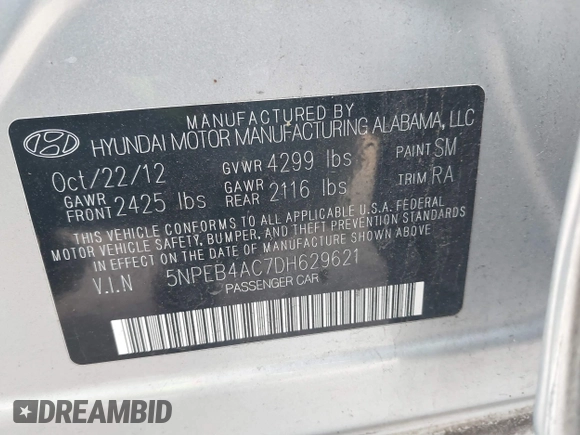 MANUFACTURED BY
HYUNDAI MOTOR MANUFACTURING ALABAMA, LLC
Oct/22/12 GVWR 4299 lbs PAINT SM
GAWR FRONT 2425 lbs GAWR REAR 2116 lbs TRIM RA
THIS VEHICLE CONFORMS TO ALL APPLICABLE U.S.A. FEDERAL
MOTOR VEHICLE SAFETY, BUMPER, AND THEFT PREVENTION STANDARDS
IN EFFECT ON THE DATE OF MANUFACTURE SHOWN ABOVE.
V.I.N 5NPEB4AC7DH629621
PASSENGER CAR
DREAMBID